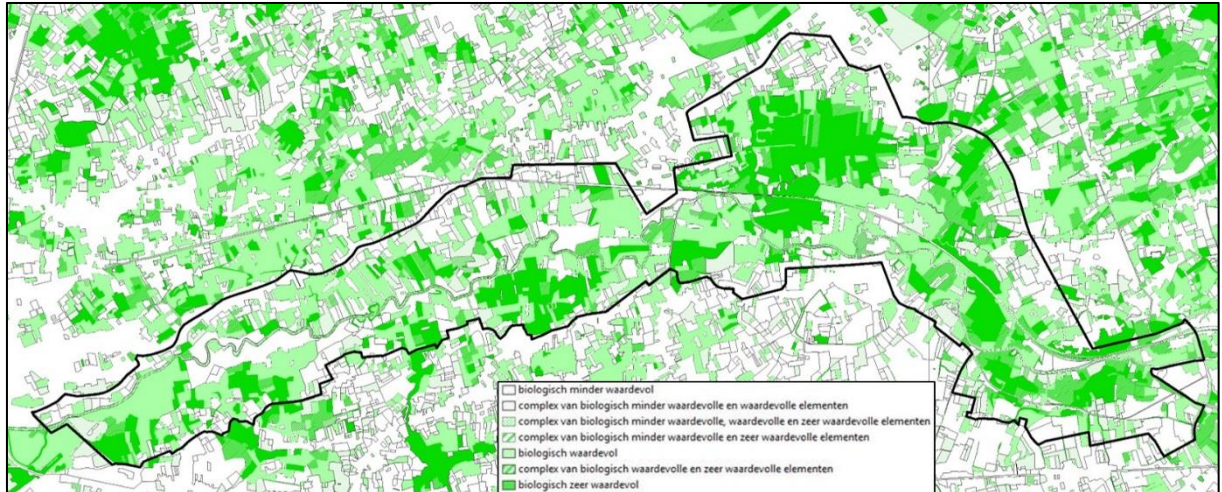 biologisch minder waardevol
complex van biologisch minder waardevolle en waardevolle elementen
complex van biologisch minder waardevolle, waardevolle en zeer waardevolle elementen
complex van biologisch minder waardevolle en zeer waardevolle elementen
biologisch waardevol
complex van biologisch waardevolle en zeer waardevolle elementen
biologisch zeer waardevol